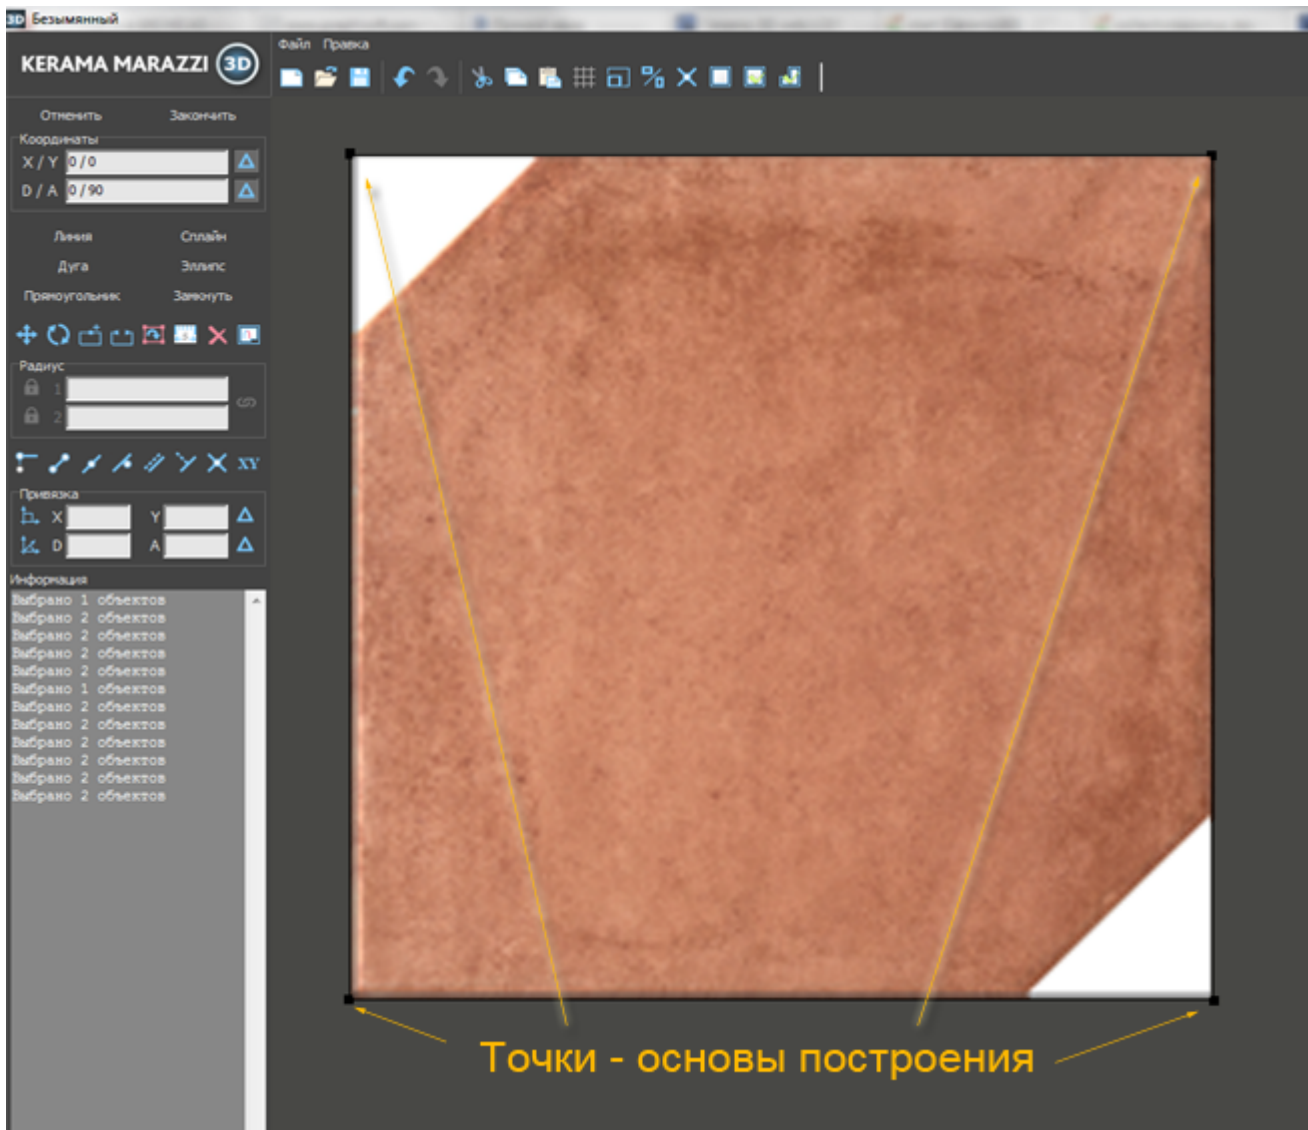 3D Безымянный
KERAMA MARAZZI 3D
Файл Правка
Отменить Закончить
Координаты
X / Y 0 / 0
D / A 0 / 90
Линия Сплайн
Дуга Эллипс
Прямоугольник Замкнуть
Радиус
1
2
XY
Привязка
X Y
D A
Информация
Выбрано 1 объектов
Выбрано 2 объектов
Выбрано 2 объектов
Выбрано 2 объектов
Выбрано 2 объектов
Выбрано 1 объектов
Выбрано 2 объектов
Выбрано 2 объектов
Выбрано 2 объектов
Выбрано 2 объектов
Выбрано 2 объектов
Выбрано 2 объектов
Точки - основы построения